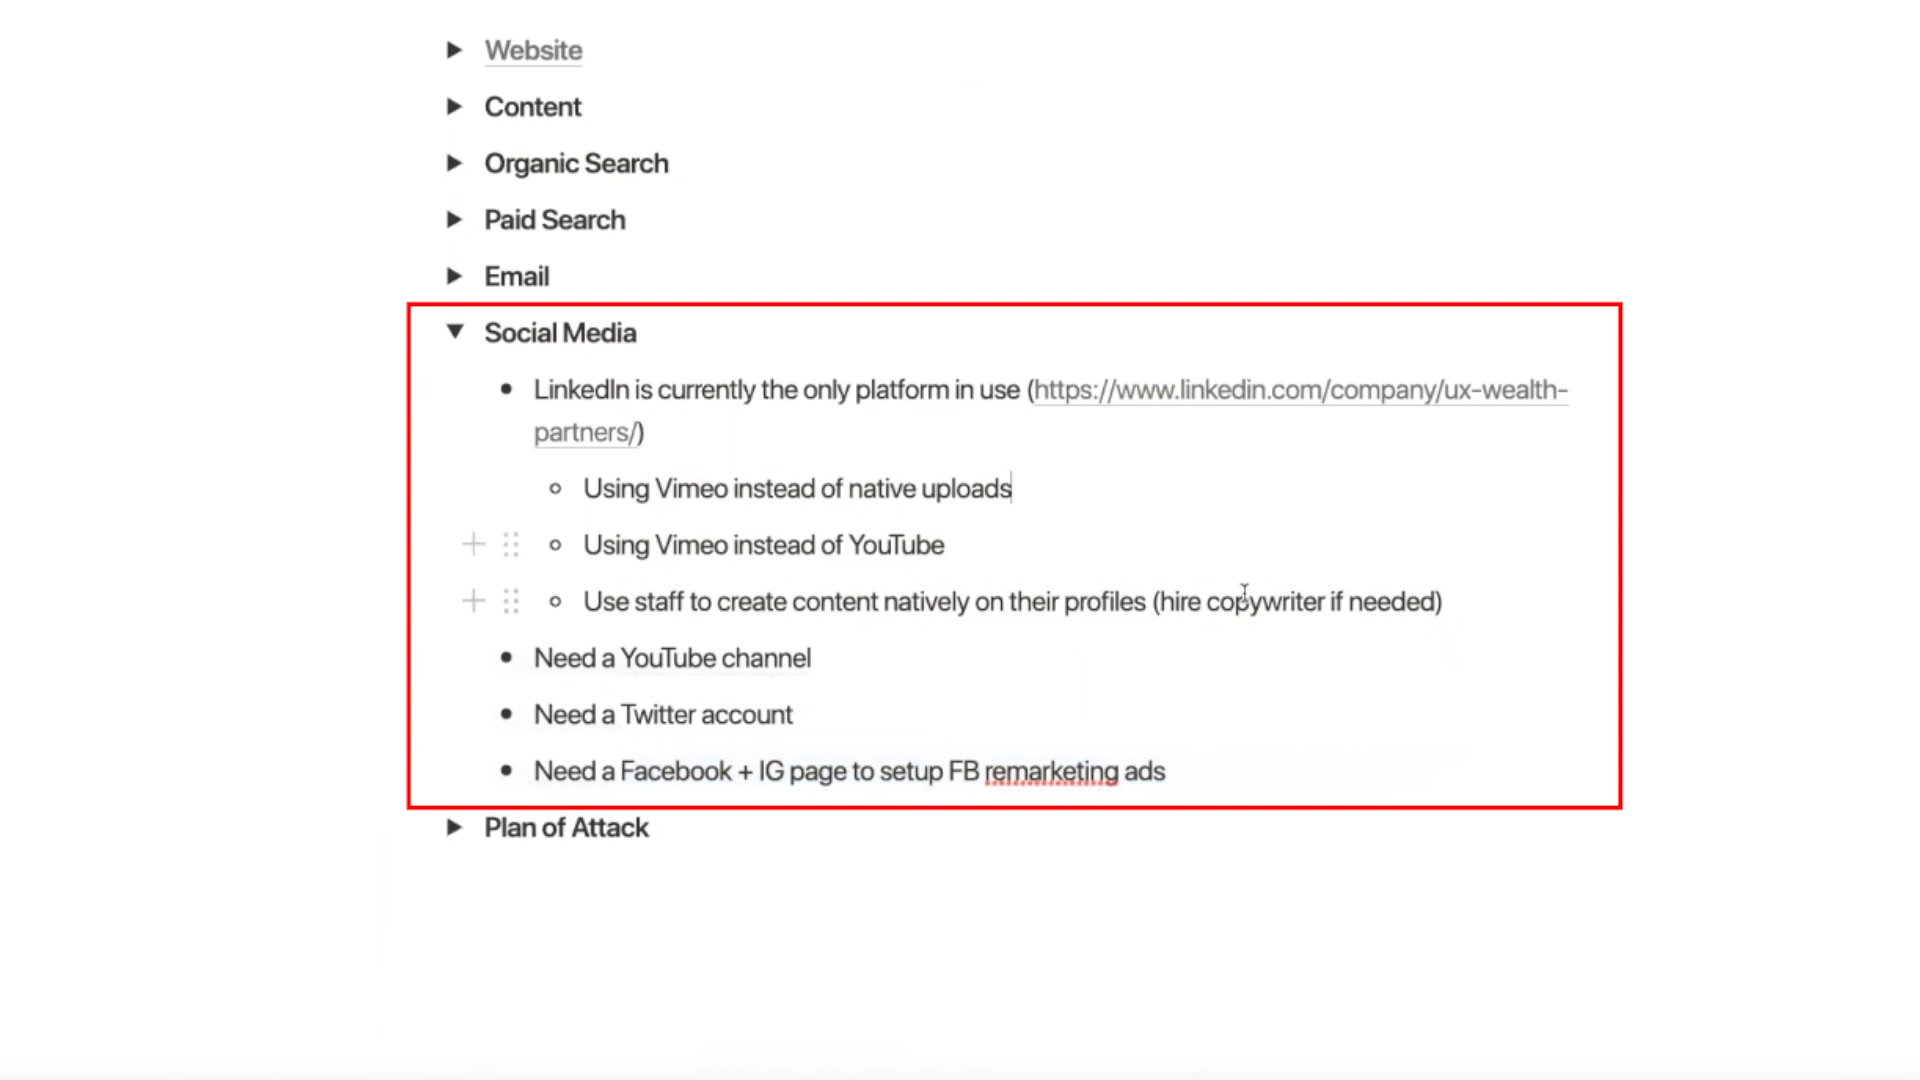 Website
Content
Organic Search
Paid Search
Email
Social Media
LinkedIn is currently the only platform in use (https://www.linkedin.com/company/ux-wealth-
partners/)
Using Vimeo instead of native uploads
Using Vimeo instead of YouTube
Use staff to create content natively on their profiles (hire copywriter if needed)
Need a YouTube channel
Need a Twitter account
Need a Facebook + IG page to setup FB remarketing ads
Plan of Attack